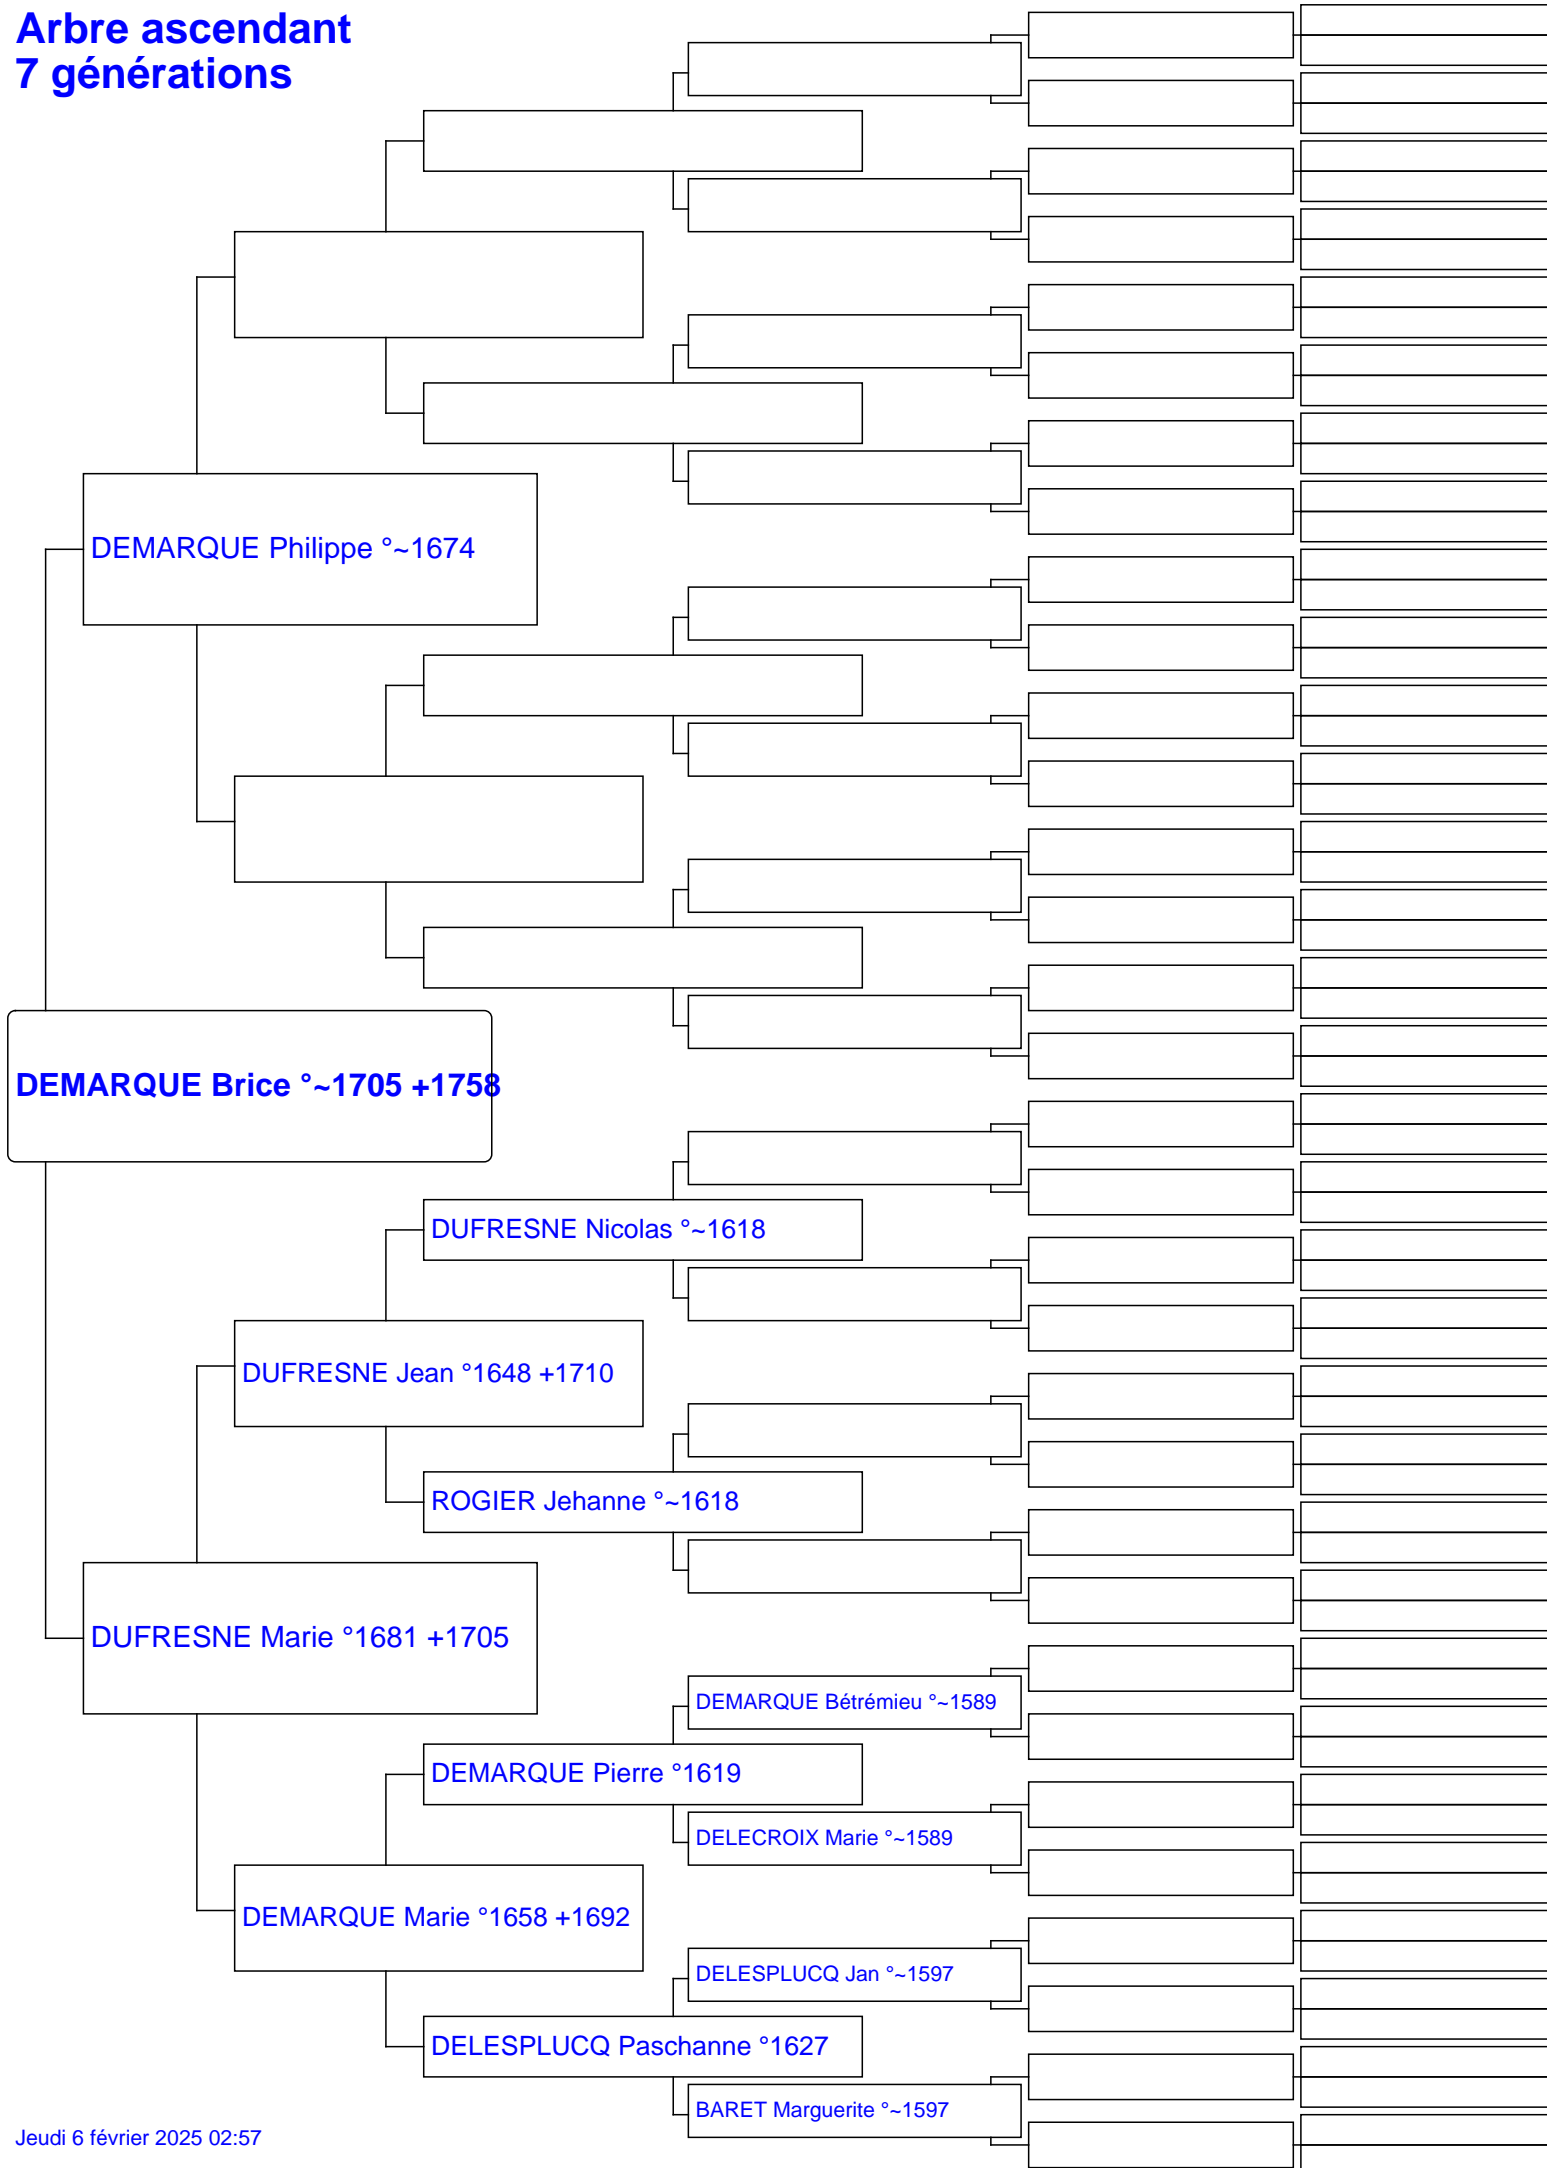 Arbre ascendant
7 générations
DEMARQUE Philippe °~1674
DEMARQUE Brice °~1705 +1758
DUFRESNE Nicolas °~1618
DUFRESNE Jean °1648 +1710
ROGIER Jehanne °~1618
DUFRESNE Marie °1681 +1705
DEMARQUE Bétrémieu °~1589
DEMARQUE Pierre °1619
DELECROIX Marie °~1589
DEMARQUE Marie °1658 +1692
DELESPLUCQ Jan °~1597
DELESPLUCQ Paschanne °1627
BARET Marguerite °~1597
Jeudi 6 février 2025 02:57